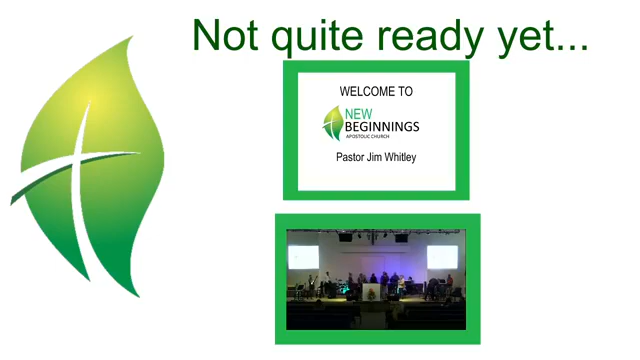 Not quite ready yet...
WELCOME TO
NEW
BEGINNINGS
APOSTOLIC CHURCH
Pastor Jim Whitley